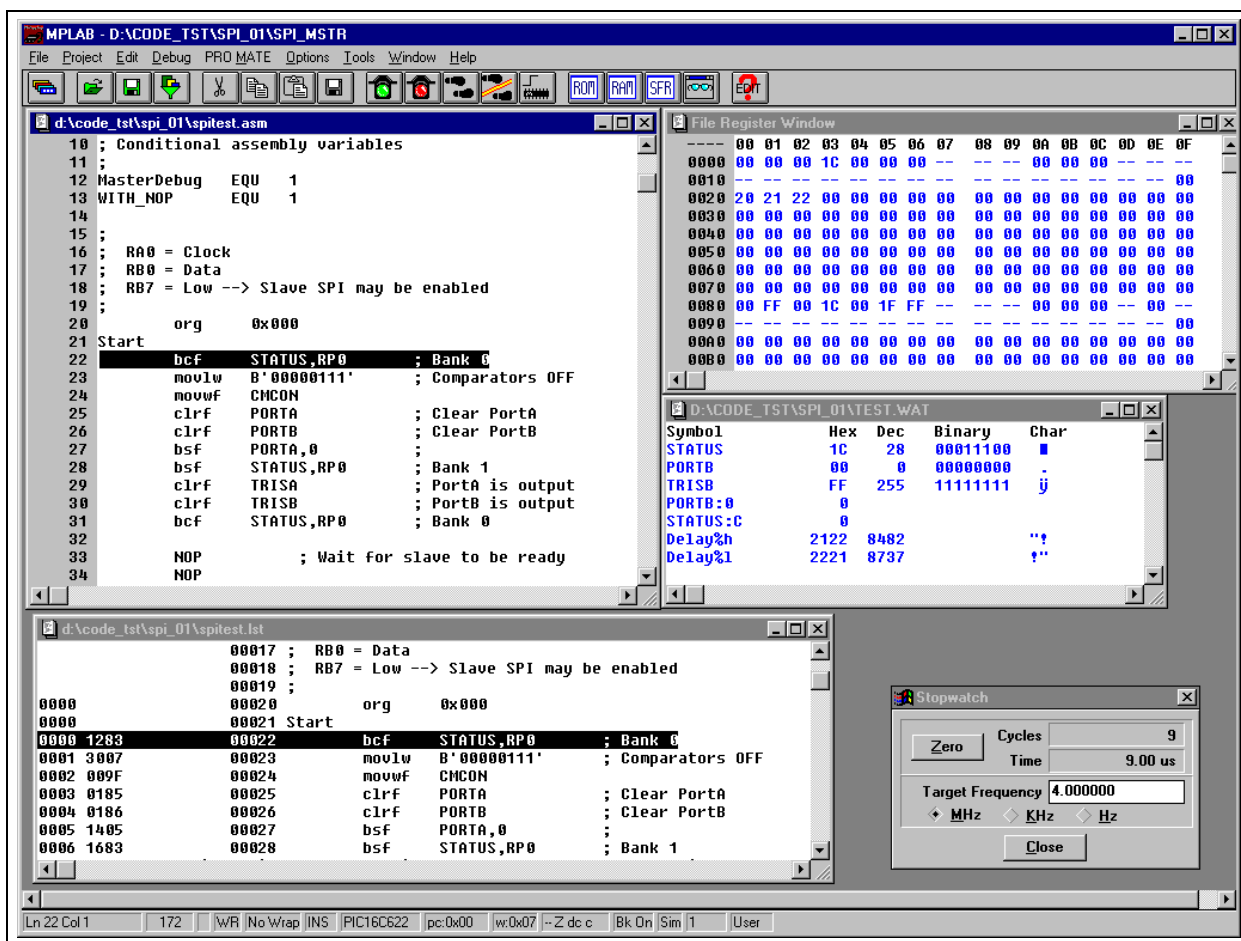 MPLAB - D:\CODE_TST\SPI_01\SPI_MSTR
File Project Edit Debug PRO MATE Options Tools Window Help
ROM RAM SFR EDIT
d:\code_tst\spi_01\spitest.asm
10 ; Conditional assembly variables
11 ;
12 MasterDebug EQU 1
13 WITH_NOP EQU 1
14
15 ;
16 ; RA0 = Clock
17 ; RB0 = Data
18 ; RB7 = Low --> Slave SPI may be enabled
19 ;
20 org 0x000
21 Start
22 bcf STATUS,RP0 ; Bank 0
23 movlw B'00000111' ; Comparators OFF
24 movwf CMCON
25 clrf PORTA ; Clear PortA
26 clrf PORTB ; Clear PortB
27 bsf PORTA,0 ;
28 bsf STATUS,RP0 ; Bank 1
29 clrf TRISA ; PortA is output
30 clrf TRISB ; PortB is output
31 bcf STATUS,RP0 ; Bank 0
32
33 NOP ; Wait for slave to be ready
34 NOP
File Register Window
---- 00 01 02 03 04 05 06 07 08 09 0A 0B 0C 0D 0E 0F
0000 00 00 00 1C 00 00 00 -- -- -- 00 00 00 -- -- --
0010 -- -- -- -- -- -- -- -- -- -- -- -- -- -- -- 00
0020 20 21 22 00 00 00 00 00 00 00 00 00 00 00 00 00
0030 00 00 00 00 00 00 00 00 00 00 00 00 00 00 00 00
0040 00 00 00 00 00 00 00 00 00 00 00 00 00 00 00 00
0050 00 00 00 00 00 00 00 00 00 00 00 00 00 00 00 00
0060 00 00 00 00 00 00 00 00 00 00 00 00 00 00 00 00
0070 00 00 00 00 00 00 00 00 00 00 00 00 00 00 00 00
0080 00 FF 00 1C 00 1F FF -- -- -- 00 00 00 -- 00 --
0090 -- -- -- -- -- -- -- -- -- -- -- -- -- -- -- 00
00A0 00 00 00 00 00 00 00 00 00 00 00 00 00 00 00 00
00B0 00 00 00 00 00 00 00 00 00 00 00 00 00 00 00 00
D:\CODE_TST\SPI_01\TEST.WAT
Symbol Hex Dec Binary Char
STATUS 1C 28 00011100 ■
PORTB 00 0 00000000 .
TRISB FF 255 11111111 ÿ
PORTB:0 0
STATUS:C 0
Delay%h 2122 8482 "!
Delay%l 2221 8737 !"
d:\code_tst\spi_01\spitest.lst
00017 ; RB0 = Data
00018 ; RB7 = Low --> Slave SPI may be enabled
00019 ;
0000 00020 org 0x000
0000 00021 Start
0000 1283 00022 bcf STATUS,RP0 ; Bank 0
0001 3007 00023 movlw B'00000111' ; Comparators OFF
0002 009F 00024 movwf CMCON
0003 0185 00025 clrf PORTA ; Clear PortA
0004 0186 00026 clrf PORTB ; Clear PortB
0005 1405 00027 bsf PORTA,0 ;
0006 1683 00028 bsf STATUS,RP0 ; Bank 1
Stopwatch
Zero
Cycles 9
Time 9.00 us
Target Frequency 4.000000
MHz KHz Hz
Close
Ln 22 Col 1 172 WR No Wrap INS PIC16C622 pc:0x00 w:0x07 -- Z dc c Bk On Sim 1 User